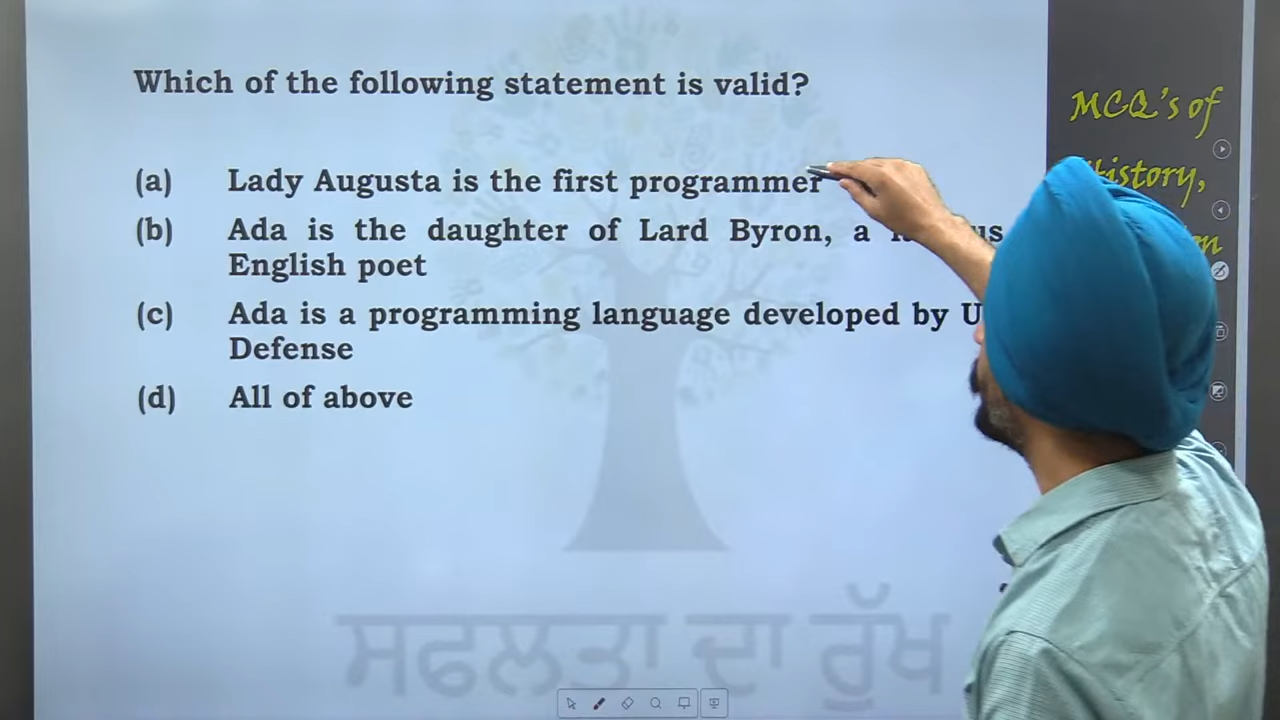 Which of the following statement is valid?
(a) Lady Augusta is the first programmer
(b) Ada is the daughter of Lard Byron, a
English poet
(c) Ada is a programming language developed by
Defense
(d) All of above
MCQ's of
History,
ਸਫਲਤਾ ਦਾ ਰੁੱਖ